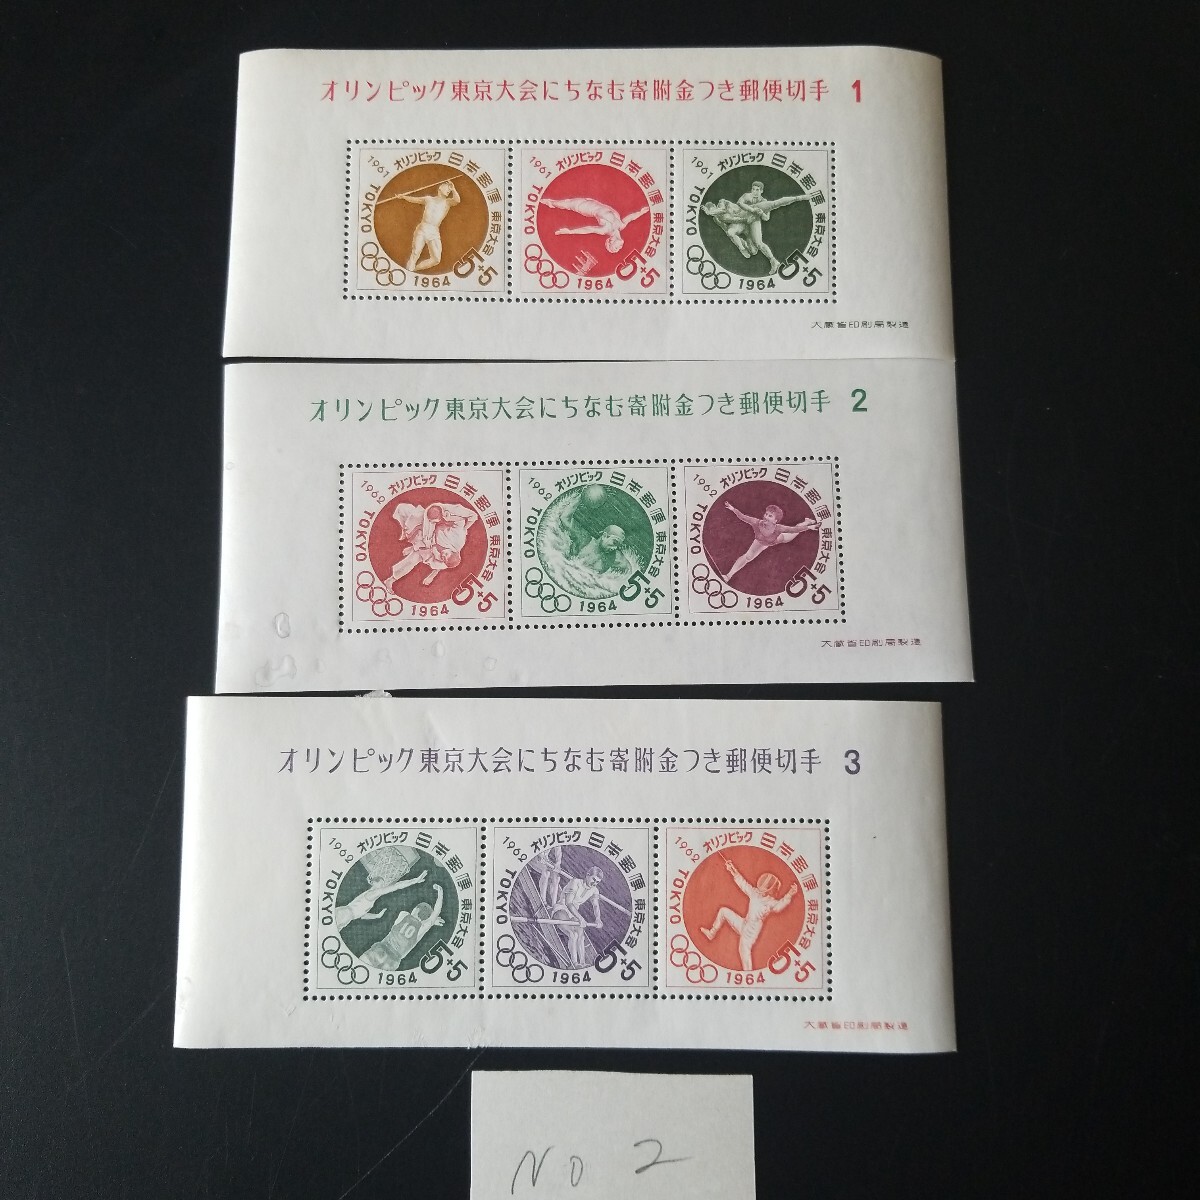 オリンピック東京大会にちなむ寄附金つき郵便切手 1
1961 オリンピック 日本郵便 東京大会
TOKYO 1964 5+5
1961 オリンピック 日本郵便 東京大会
TOKYO 1964 5+5
1961 オリンピック 日本郵便 東京大会
TOKYO 1964 5+5
大蔵省印刷局製造
オリンピック東京大会にちなむ寄附金つき郵便切手 2
1962 オリンピック 日本郵便 東京大会
TOKYO 1964 5+5
1962 オリンピック 日本郵便 東京大会
TOKYO 1964 5+5
1962 オリンピック 日本郵便 東京大会
TOKYO 1964 5+5
大蔵省印刷局製造
オリンピック東京大会にちなむ寄附金つき郵便切手 3
1962 オリンピック 日本郵便 東京大会
10
TOKYO 1964 5+5
1962 オリンピック 日本郵便 東京大会
TOKYO 1964 5+5
1962 オリンピック 日本郵便 東京大会
TOKYO 1964 5+5
大蔵省印刷局製造
NO 2